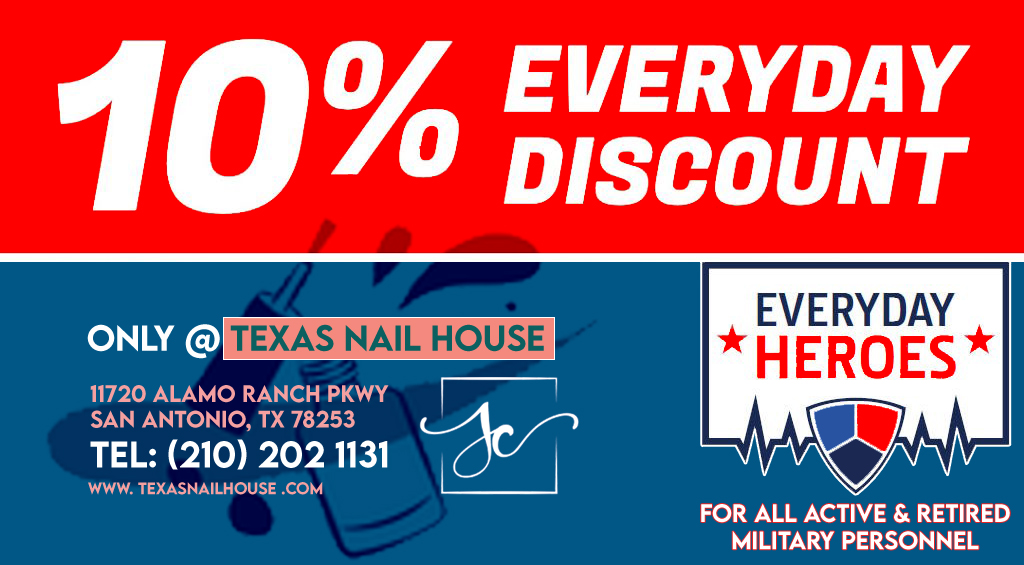 10% EVERYDAY
DISCOUNT
ONLY @ TEXAS NAIL HOUSE
11720 ALAMO RANCH PKWY
SAN ANTONIO, TX 78253
TEL: (210) 202 1131
WWW. TEXASNAILHOUSE .COM
Jc
EVERYDAY
HEROES
FOR ALL ACTIVE & RETIRED
MILITARY PERSONNEL